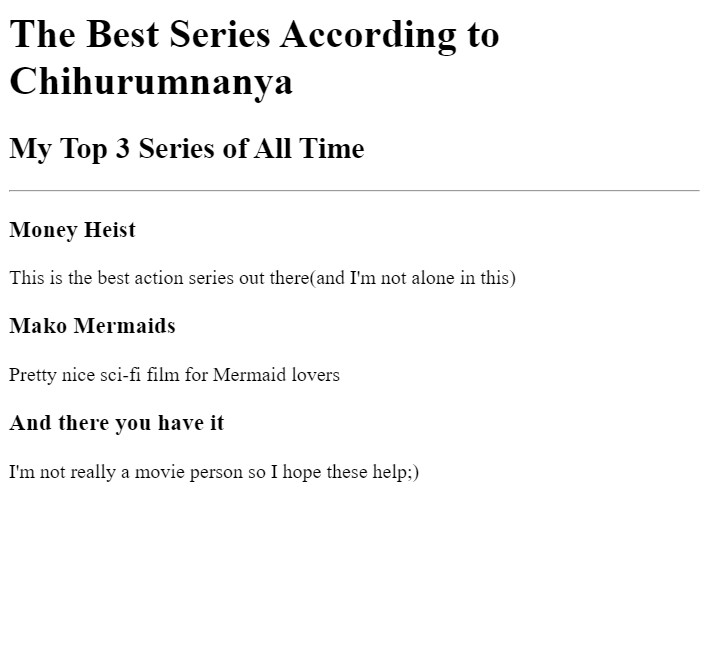 The Best Series According to
Chihurumnanya
My Top 3 Series of All Time
Money Heist
This is the best action series out there(and I'm not alone in this)
Mako Mermaids
Pretty nice sci-fi film for Mermaid lovers
And there you have it
I'm not really a movie person so I hope these help;)